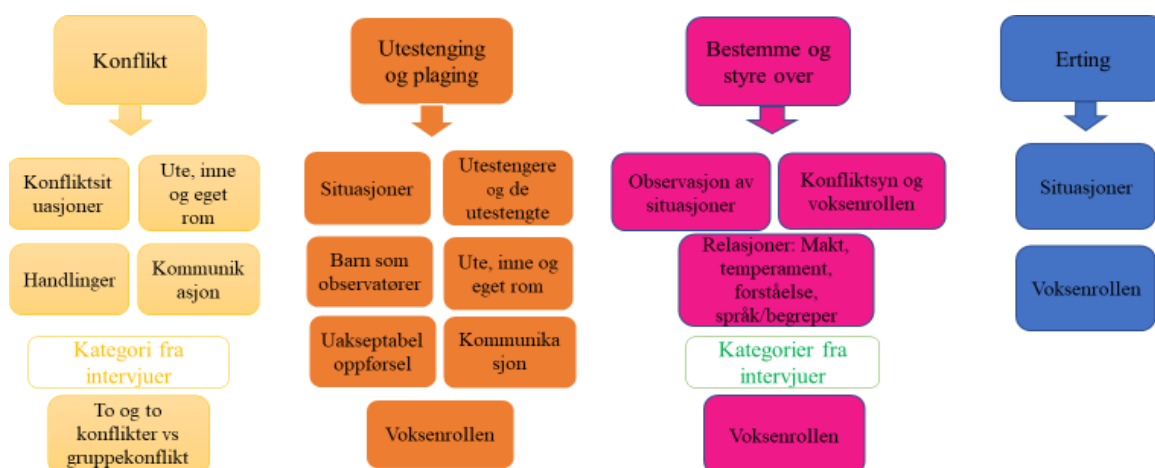 Konflikt
Konfliktsit
uasjoner
Ute, inne
og eget
rom
Handlinger
Kommunik
asjon
Kategori fra
intervjuer
To og to
konflikter vs
gruppekonflikt
Utestenging
og plaging
Situasjoner
Utestengere
og de
utestengte
Barn som
observatører
Ute, inne og
eget rom
Uakseptabel
oppførsel
Kommunika
sjon
Voksenrollen
Bestemme og
styre over
Observasjon av
situasjoner
Konfliktsyn og
voksenrollen
Relasjoner: Makt,
temperament,
forståelse,
språk/begreper
Kategorier fra
intervjuer
Voksenrollen
Erting
Situasjoner
Voksenrollen